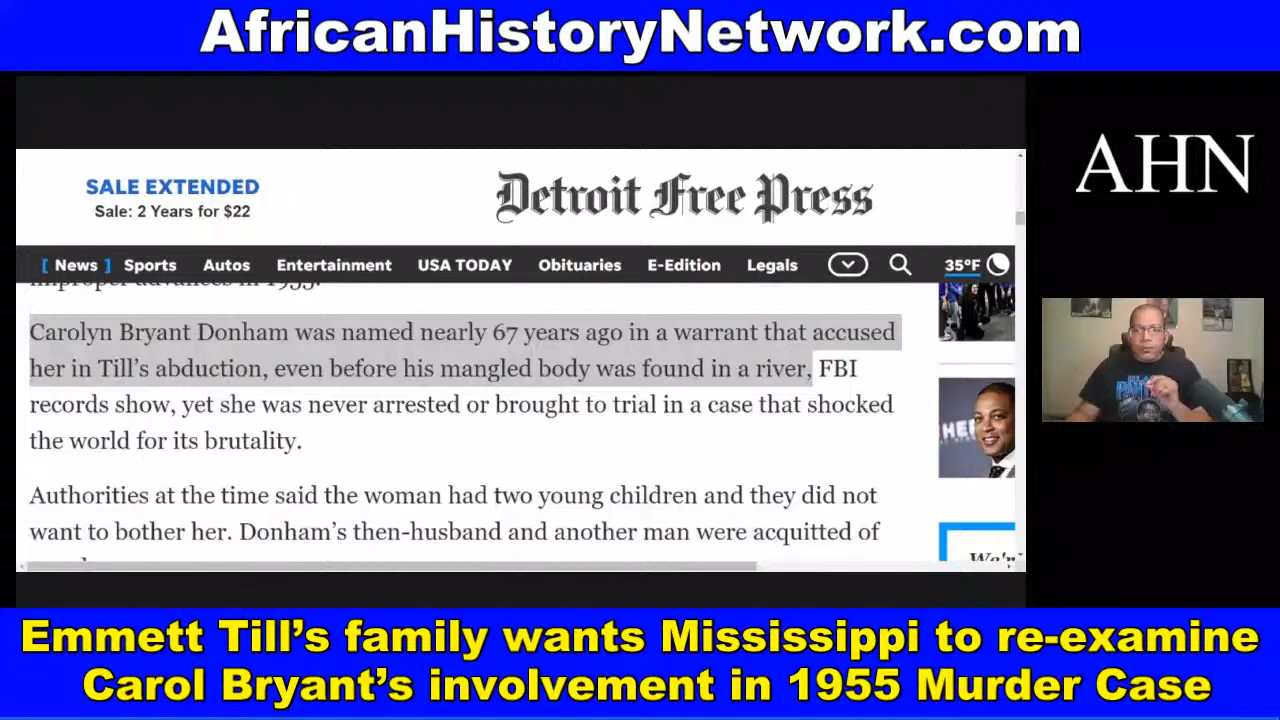 AfricanHistoryNetwork.com
SALE EXTENDED
Sale: 2 Years for $22
Detroit Free Press
[ News ] Sports Autos Entertainment USA TODAY Obituaries E-Edition Legals 35°F
improper advances in 1955.
Carolyn Bryant Donham was named nearly 67 years ago in a warrant that accused
her in Till’s abduction, even before his mangled body was found in a river, FBI
records show, yet she was never arrested or brought to trial in a case that shocked
the world for its brutality.
Authorities at the time said the woman had two young children and they did not
want to bother her. Donham’s then-husband and another man were acquitted of
AHN
Emmett Till’s family wants Mississippi to re-examine
Carol Bryant’s involvement in 1955 Murder Case